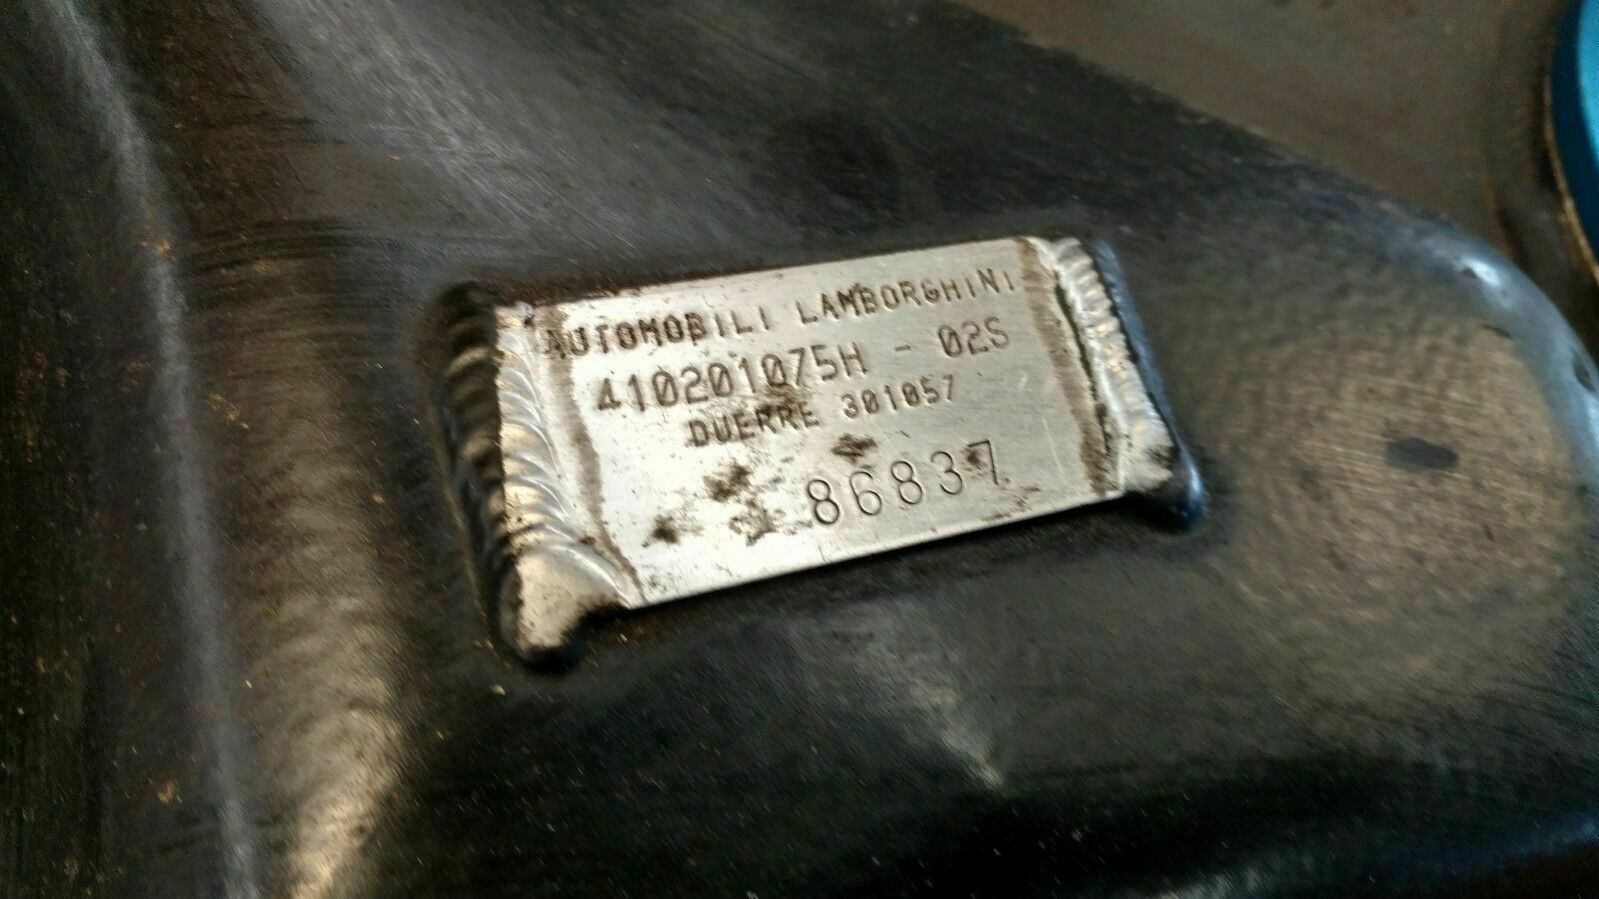 AUTOMOBILI LAMBORGHINI
410201075H - 02S
DUERRE 301057
86837